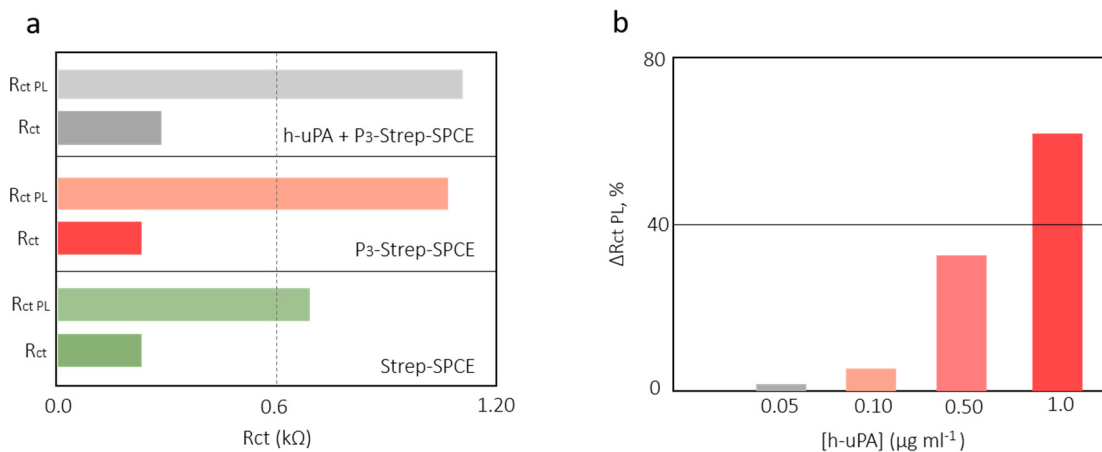 a
Rct PL
Rct
h-uPA + P3-Strep-SPCE
Rct PL
Rct
P3-Strep-SPCE
Rct PL
Rct
Strep-SPCE
0.0 0.6 1.20
Rct (kΩ)
b
80
40
0
ΔRct PL, %
0.05 0.10 0.50 1.0
[h-uPA] (μg ml-1)